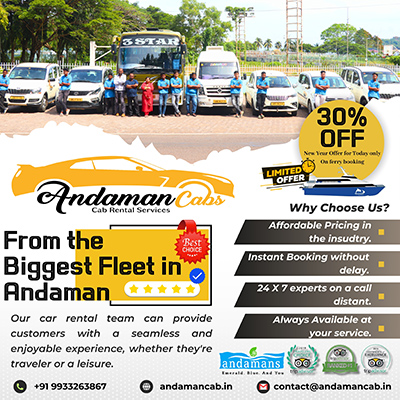 3 STAR
30%
OFF
New Year Offer for Today only
On ferry booking
LIMITED
OFFER
Andaman Cabs
Cab Rental Services
Why Choose Us?
Affordable Pricing in
the insudtry.
Instant Booking without
delay.
24 X 7 experts on a call
distant.
Always Available at
your service.
From the
Biggest Fleet in
Andaman
Best
CHOICE
Our car rental team can provide
customers with a seamless and
enjoyable experience, whether they're
traveler or a leisure.
andamans
Emerald. Blue. And You
+91 9933263867
andamancab.in
contact@andamancab.in